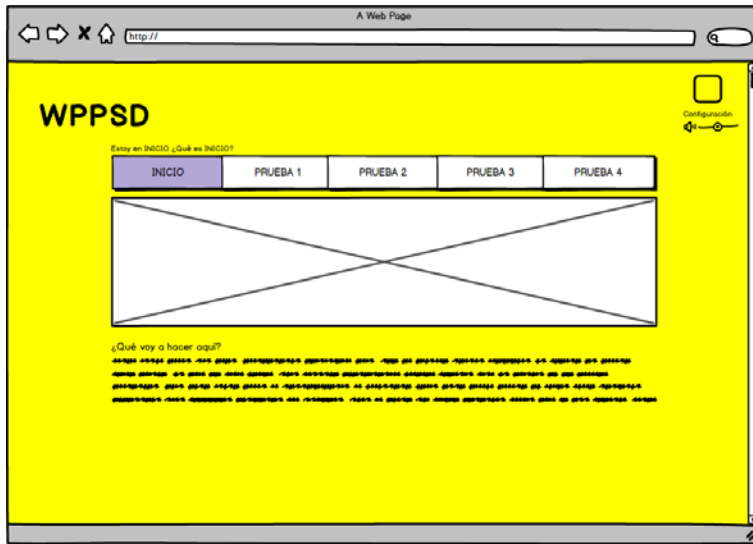 A Web Page
http://
WPPSD
Configuración
Estoy en INICIO ¿Qué es INICIO?
INICIO PRUEBA 1 PRUEBA 2 PRUEBA 3 PRUEBA 4
¿Qué voy a hacer aquí?